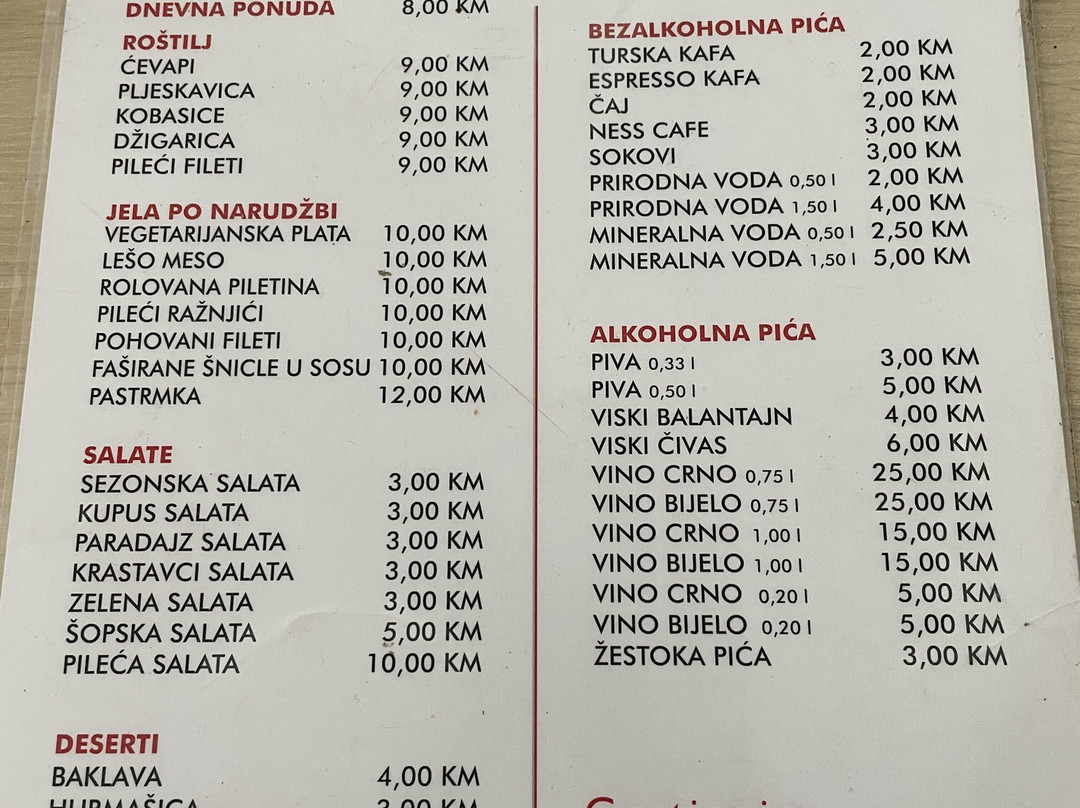 DNEVNA PONUDA 8,00 KM
ROŠTILJ
ĆEVAPI 9,00 KM
PLJESKAVICA 9,00 KM
KOBASICE 9,00 KM
DŽIGARICA 9,00 KM
PILEĆI FILETI 9,00 KM
JELA PO NARUDŽBI
VEGETARIJANSKA PLATA 10,00 KM
LEŠO MESO 10,00 KM
ROLOVANA PILETINA 10,00 KM
PILEĆI RAŽNJIĆI 10,00 KM
POHOVANI FILETI 10,00 KM
FAŠIRANE ŠNICLE U SOSU 10,00 KM
PASTRMKA 12,00 KM
SALATE
SEZONSKA SALATA 3,00 KM
KUPUS SALATA 3,00 KM
PARADAJZ SALATA 3,00 KM
KRASTAVCI SALATA 3,00 KM
ZELENA SALATA 3,00 KM
ŠOPSKA SALATA 5,00 KM
PILEĆA SALATA 10,00 KM
DESERTI
BAKLAVA 4,00 KM
HURMAŠICA 3,00 KM
BEZALKOHOLNA PIĆA
TURSKA KAFA 2,00 KM
ESPRESSO KAFA 2,00 KM
ČAJ 2,00 KM
NESS CAFE 3,00 KM
SOKOVI 3,00 KM
PRIRODNA VODA 0,50 l 2,00 KM
PRIRODNA VODA 1,50 l 4,00 KM
MINERALNA VODA 0,50 l 2,50 KM
MINERALNA VODA 1,50 l 5,00 KM
ALKOHOLNA PIĆA
PIVA 0,33 l 3,00 KM
PIVA 0,50 l 5,00 KM
VISKI BALANTAJN 4,00 KM
VISKI ČIVAS 6,00 KM
VINO CRNO 0,75 l 25,00 KM
VINO BIJELO 0,75 l 25,00 KM
VINO CRNO 1,00 l 15,00 KM
VINO BIJELO 1,00 l 15,00 KM
VINO CRNO 0,20 l 5,00 KM
VINO BIJELO 0,20 l 5,00 KM
ŽESTOKA PIĆA 3,00 KM